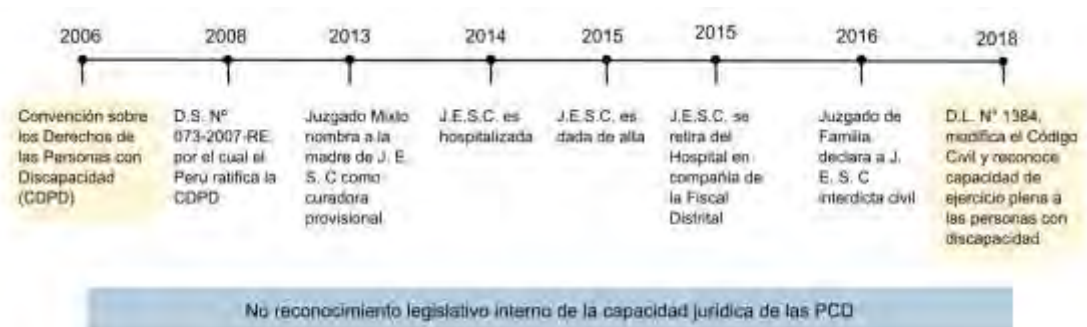 2006
2008
2013
2014
2015
2015
2016
2018
Convención sobre
los Derechos de
las Personas con
Discapacidad
(CDPD)
D.S. Nº
073-2007-RE.
por el cual el
Perú ratifica la
CDPD
Juzgado Mixto
nombra a la
madre de J. E.
S. C como
curadora
provisional
J.E.S.C. es
hospitalizada
J.E.S.C. es
dada de alta
J.E.S.C. se
retira del
Hospital en
compañía de
la Fiscal
Distrital
Juzgado de
Familia
declara a J.
E. S. C
interdicta civil
D.L. N° 1384,
modifica el Código
Civil y reconoce
capacidad de
ejercicio plena a
las personas con
discapacidad
No reconocimiento legislativo interno de la capacidad jurídica de las PCD